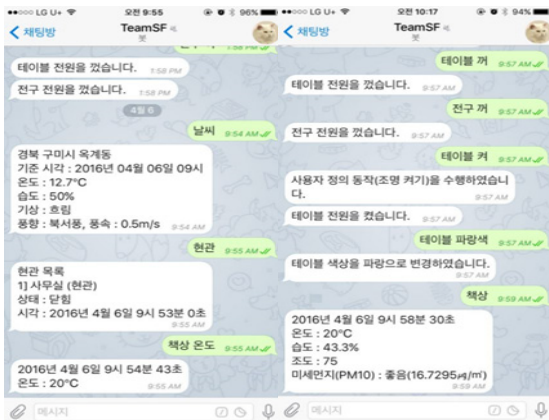 LG U+
오전 9:55
96%
채팅방
TeamSF
봇
테이블 전원을 껐습니다. 1:58 PM
전구 전원을 껐습니다. 1:58 PM
4월 6
날씨 9:54 AM
경북 구미시 옥계동
기준 시각 : 2016년 04월 06일 09시
온도 : 12.7°C
습도 : 50%
기상 : 흐림
풍향 : 북서풍, 풍속 : 0.5m/s 9:54 AM
현관 9:55 AM
현관 목록
1] 사무실 (현관)
상태 : 닫힘
시각 : 2016년 4월 6일 9시 53분 0초
9:55 AM
책상 온도 9:55 AM
2016년 4월 6일 9시 54분 43초
온도 : 20°C 9:55 AM
메시지
LG U+
오전 10:17
94%
채팅방
TeamSF
봇
테이블 꺼 9:57 AM
테이블 전원을 껐습니다. 9:57 AM
전구 꺼 9:57 AM
전구 전원을 껐습니다. 9:57 AM
테이블 켜 9:57 AM
사용자 정의 동작(조명 켜기)을 수행하였습니
다. 9:57 AM
테이블 전원을 켰습니다. 9:57 AM
테이블 파랑색 9:57 AM
테이블 색상을 파랑으로 변경하였습니다.
9:57 AM
책상 9:59 AM
2016년 4월 6일 9시 58분 30초
온도 : 20°C
습도 : 43.3%
조도 : 75
미세먼지(PM10) : 좋음(16.7295㎍/㎥)
9:59 AM
메시지